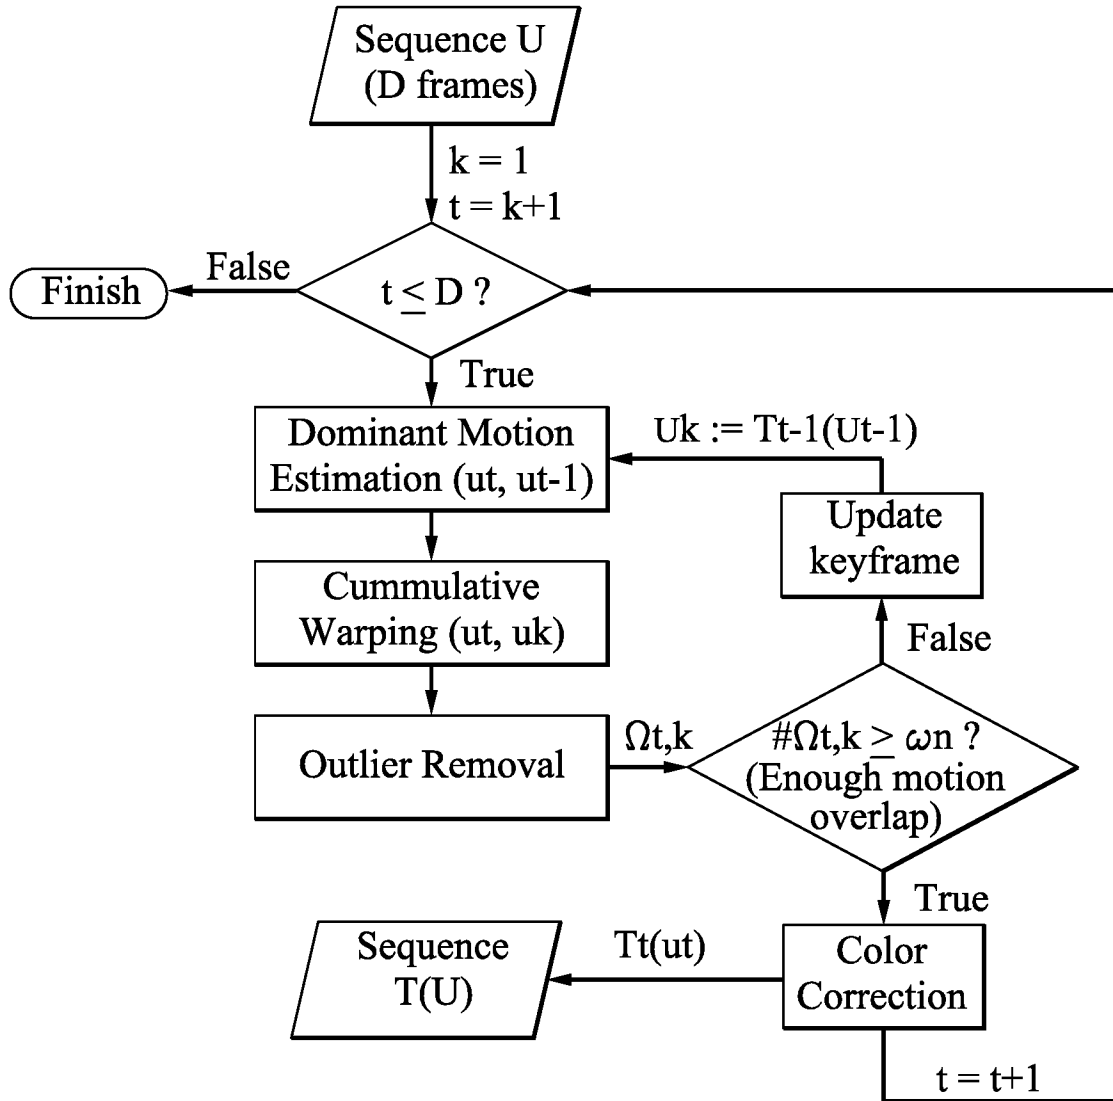 Sequence U
(D frames)
k = 1
t = k+1
False
Finish
t ≤ D ?
True
Dominant Motion
Estimation (ut, ut-1)
Uk := Tt-1(Ut-1)
Update
keyframe
Cummulative
Warping (ut, uk)
False
Outlier Removal
Ωt,k
#Ωt,k ≥ ωn ?
(Enough motion
overlap)
True
Sequence
T(U)
Tt(ut)
Color
Correction
t = t+1